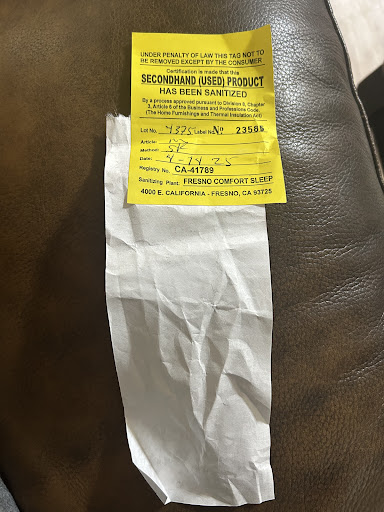 UNDER PENALTY OF LAW THIS TAG NOT TO
BE REMOVED EXCEPT BY THE CONSUMER
Certification is made that this
SECONDHAND (USED) PRODUCT
HAS BEEN SANITIZED
By a process approved pursuant to Division 8, Chapter
3, Article 6 of the Business and Professions Code.
(The Home Furnishings and Thermal Insulation Act)
Lot No. 4375 Label No 23585
Article:
Method:
Date: 4-14 25
Registry No. CA-41789
Sanitizing Plant: FRESNO COMFORT SLEEP
4000 E. CALIFORNIA - FRESNO, CA 93725